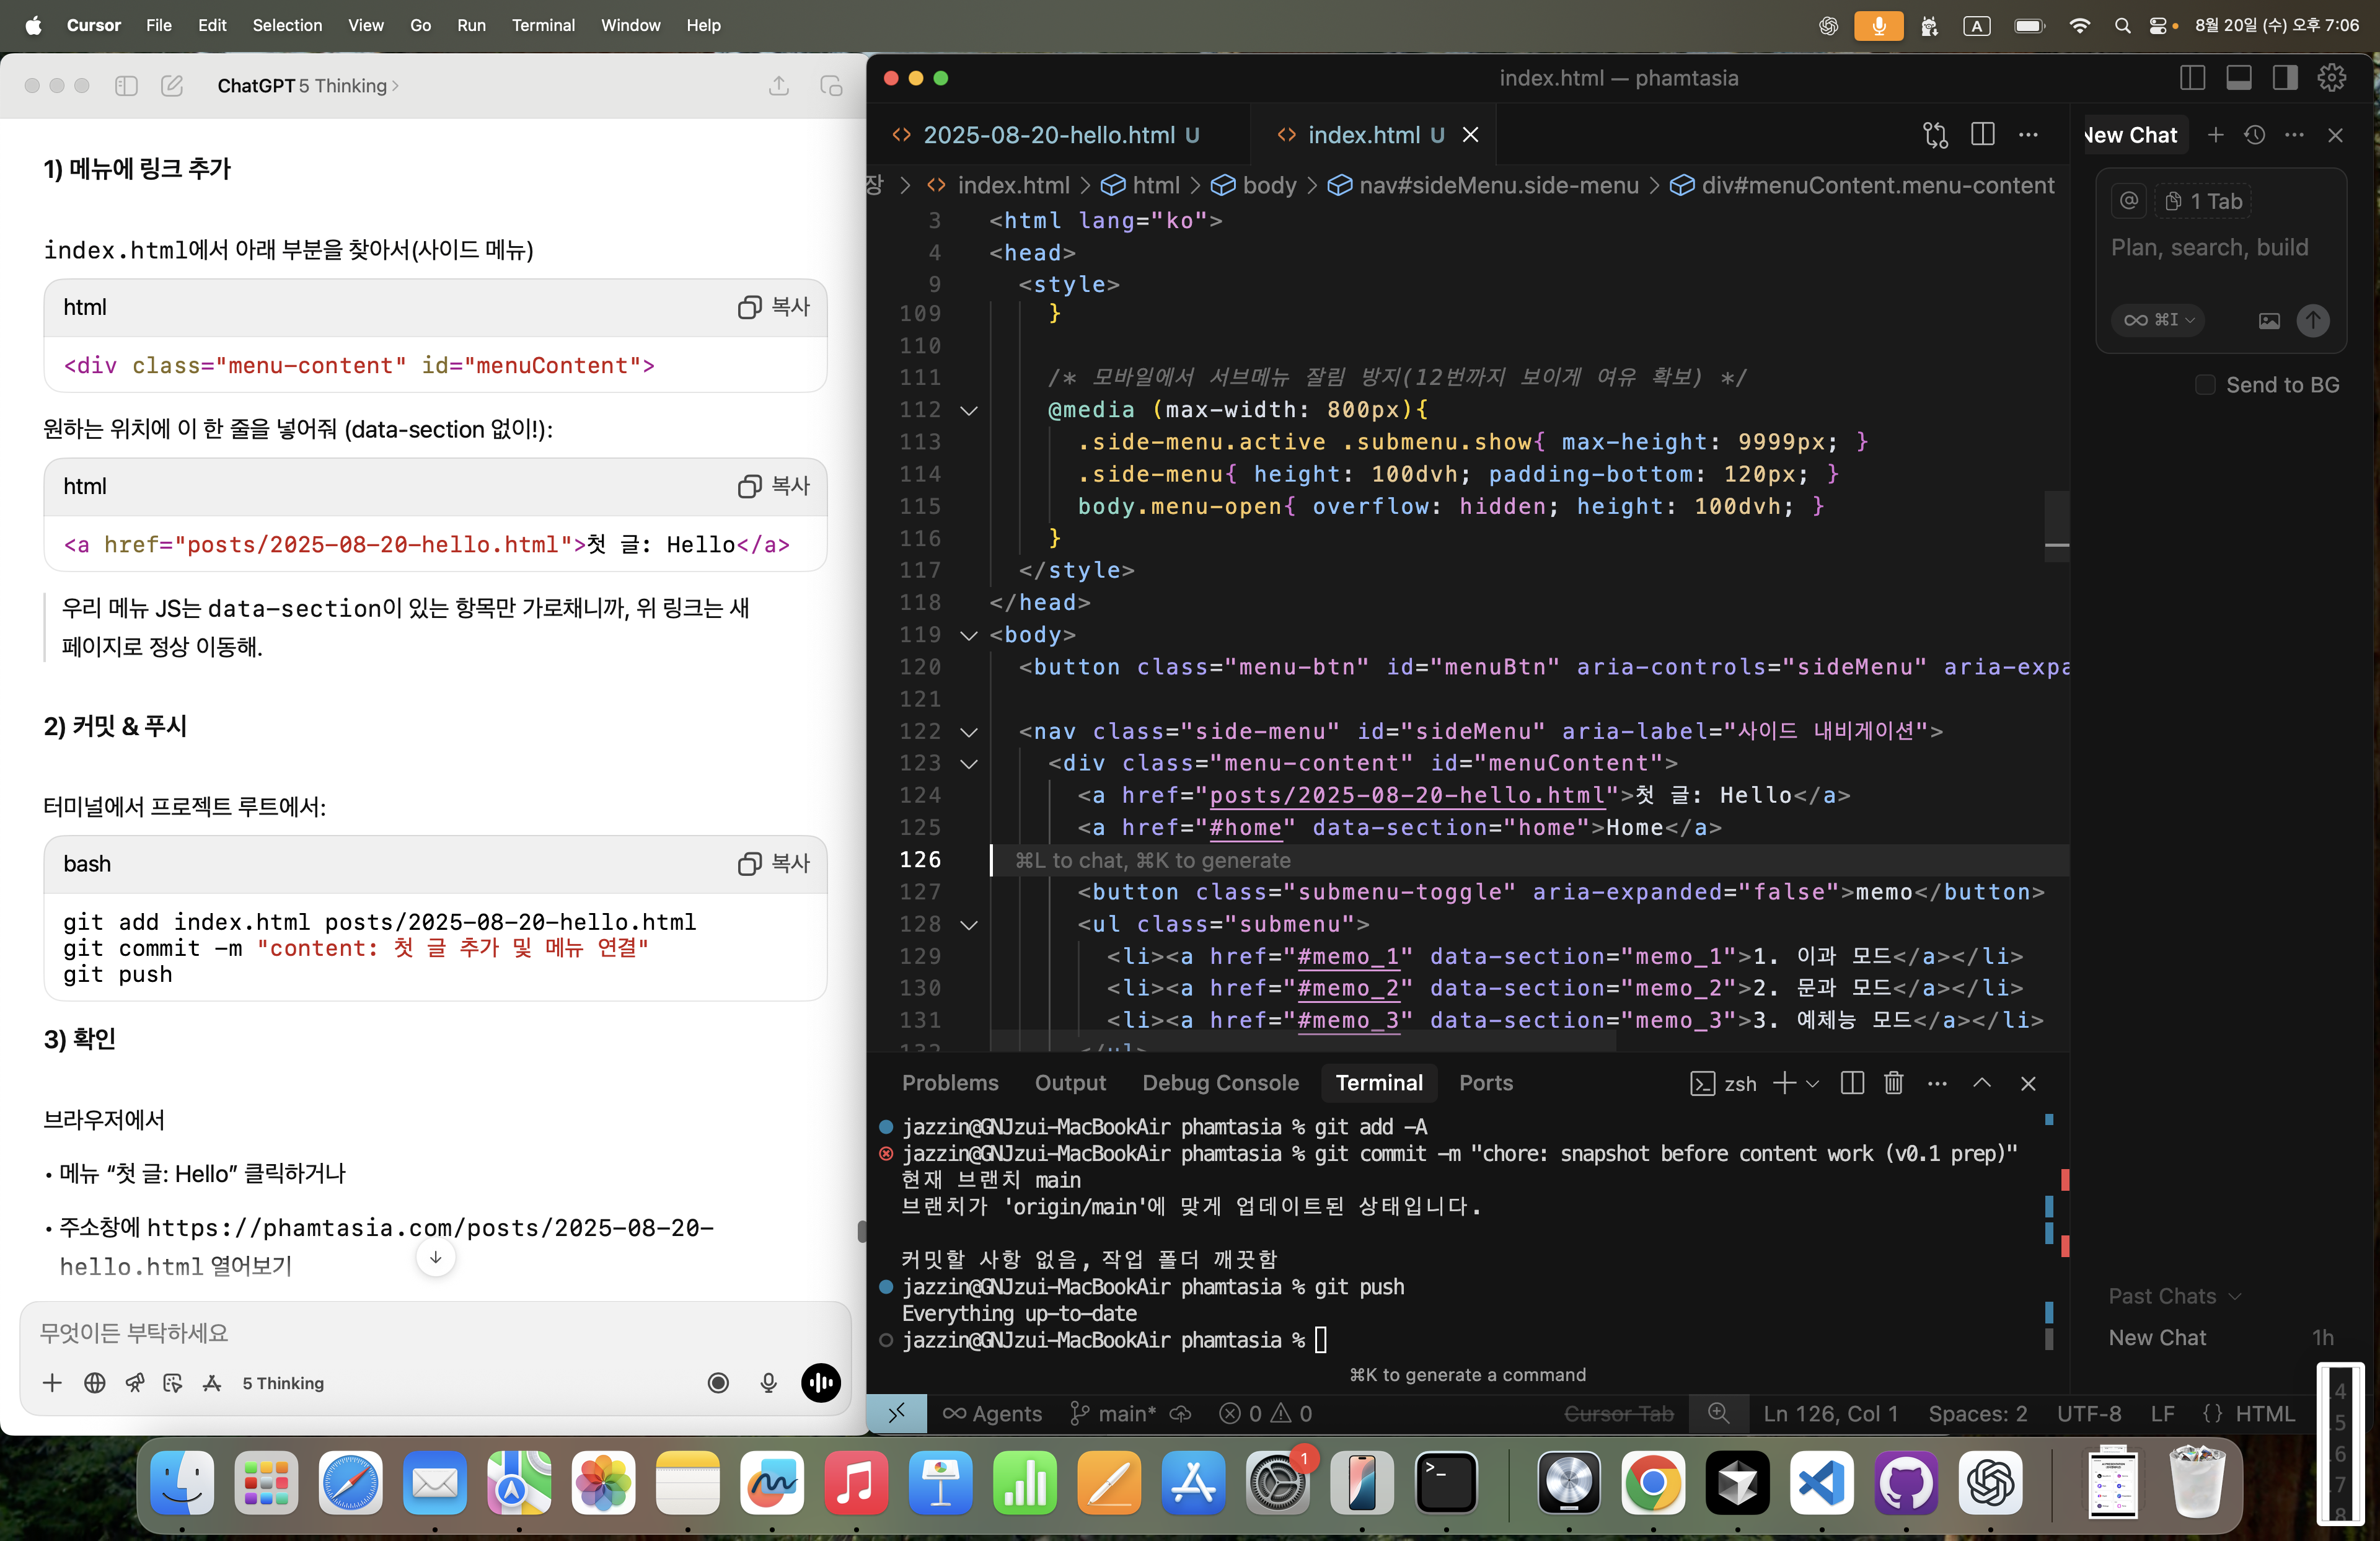 Cursor File Edit Selection View Go Run Terminal Window Help
A
8월 20일 (수) 오후 7:06
ChatGPT 5 Thinking >
1) 메뉴에 링크 추가
index.html에서 아래 부분을 찾아서(사이드 메뉴)
html
복사
<div class="menu-content" id="menuContent">
원하는 위치에 이 한 줄을 넣어줘 (data-section 없이!):
html
복사
<a href="posts/2025-08-20-hello.html">첫 글: Hello</a>
우리 메뉴 JS는 data-section이 있는 항목만 가로채니까, 위 링크는 새
페이지로 정상 이동해.
2) 커밋 & 푸시
터미널에서 프로젝트 루트에서:
bash
복사
git add index.html posts/2025-08-20-hello.html
git commit -m "content: 첫 글 추가 및 메뉴 연결"
git push
3) 확인
브라우저에서
• 메뉴 “첫 글: Hello” 클릭하거나
• 주소창에 https://phamtasia.com/posts/2025-08-20-
hello.html 열어보기
무엇이든 부탁하세요
5 Thinking
index.html — phamtasia
2025-08-20-hello.html U
index.html U
장 > index.html > html > body > nav#sideMenu.side-menu > div#menuContent.menu-content
3 <html lang="ko">
4 <head>
9 <style>
109 }
110
111 /* 모바일에서 서브메뉴 잘림 방지(12번까지 보이게 여유 확보) */
112 @media (max-width: 800px){
113 .side-menu.active .submenu.show{ max-height: 9999px; }
114 .side-menu{ height: 100dvh; padding-bottom: 120px; }
115 body.menu-open{ overflow: hidden; height: 100dvh; }
116 }
117 </style>
118 </head>
119 <body>
120 <button class="menu-btn" id="menuBtn" aria-controls="sideMenu" aria-expa
121
122 <nav class="side-menu" id="sideMenu" aria-label="사이드 내비게이션">
123 <div class="menu-content" id="menuContent">
124 <a href="posts/2025-08-20-hello.html">첫 글: Hello</a>
125 <a href="#home" data-section="home">Home</a>
126 ⌘L to chat, ⌘K to generate
127 <button class="submenu-toggle" aria-expanded="false">memo</button>
128 <ul class="submenu">
129 <li><a href="#memo_1" data-section="memo_1">1. 이과 모드</a></li>
130 <li><a href="#memo_2" data-section="memo_2">2. 문과 모드</a></li>
131 <li><a href="#memo_3" data-section="memo_3">3. 예체능 모드</a></li>
132 </ul>
Problems Output Debug Console Terminal Ports
zsh
jazzin@GNJzui-MacBookAir phamtasia % git add -A
jazzin@GNJzui-MacBookAir phamtasia % git commit -m "chore: snapshot before content work (v0.1 prep)"
현재 브랜치 main
브랜치가 'origin/main'에 맞게 업데이트된 상태입니다.
커밋할 사항 없음, 작업 폴더 깨끗함
jazzin@GNJzui-MacBookAir phamtasia % git push
Everything up-to-date
jazzin@GNJzui-MacBookAir phamtasia %
⌘K to generate a command
Agents main* 0 0 Cursor Tab Ln 126, Col 1 Spaces: 2 UTF-8 LF {} HTML
New Chat
@ 1 Tab
Plan, search, build
⌘I
Send to BG
Past Chats
New Chat 1h
4
5
6
7
8
1